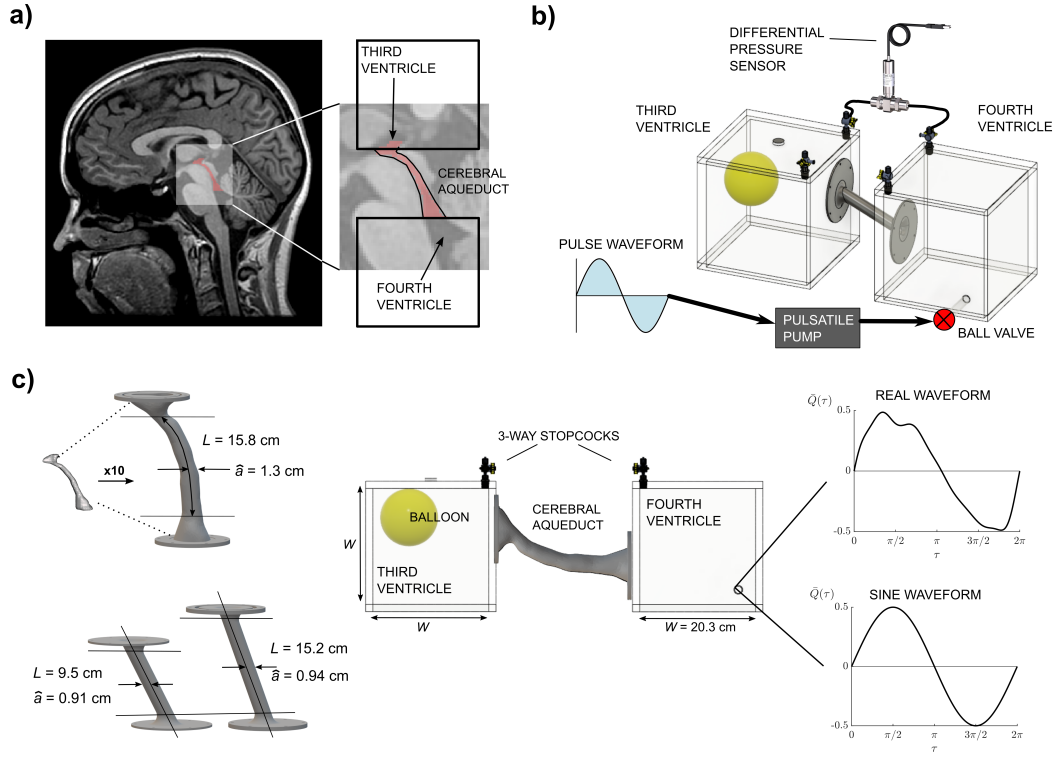 a)
THIRD
VENTRICLE
CEREBRAL
AQUEDUCT
FOURTH
VENTRICLE
b)
DIFFERENTIAL
PRESSURE
SENSOR
THIRD
VENTRICLE
FOURTH
VENTRICLE
PULSE WAVEFORM
PULSATILE
PUMP
BALL VALVE
c)
x10
L = 15.8 cm
â = 1.3 cm
L = 9.5 cm
â = 0.91 cm
L = 15.2 cm
â = 0.94 cm
3-WAY STOPCOCKS
BALLOON
THIRD
VENTRICLE
W
W
CEREBRAL
AQUEDUCT
FOURTH
VENTRICLE
W = 20.3 cm
REAL WAVEFORM
Q̄(τ)
0.5
0
-0.5
0 π/2 π 3π/2 2π
τ
SINE WAVEFORM
Q̄(τ)
0.5
0
-0.5
0 π/2 π 3π/2 2π
τ